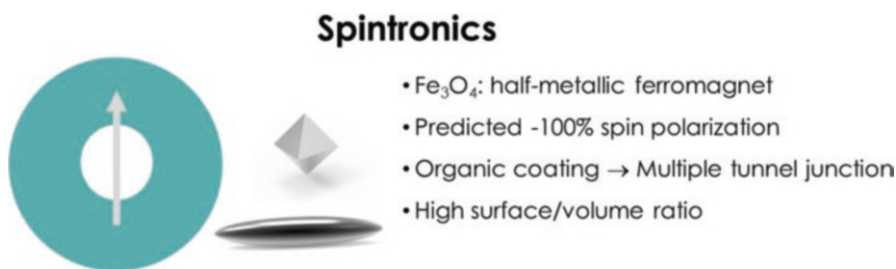 Spintronics
• Fe₃O₄: half-metallic ferromagnet
• Predicted -100% spin polarization
• Organic coating → Multiple tunnel junction
• High surface/volume ratio